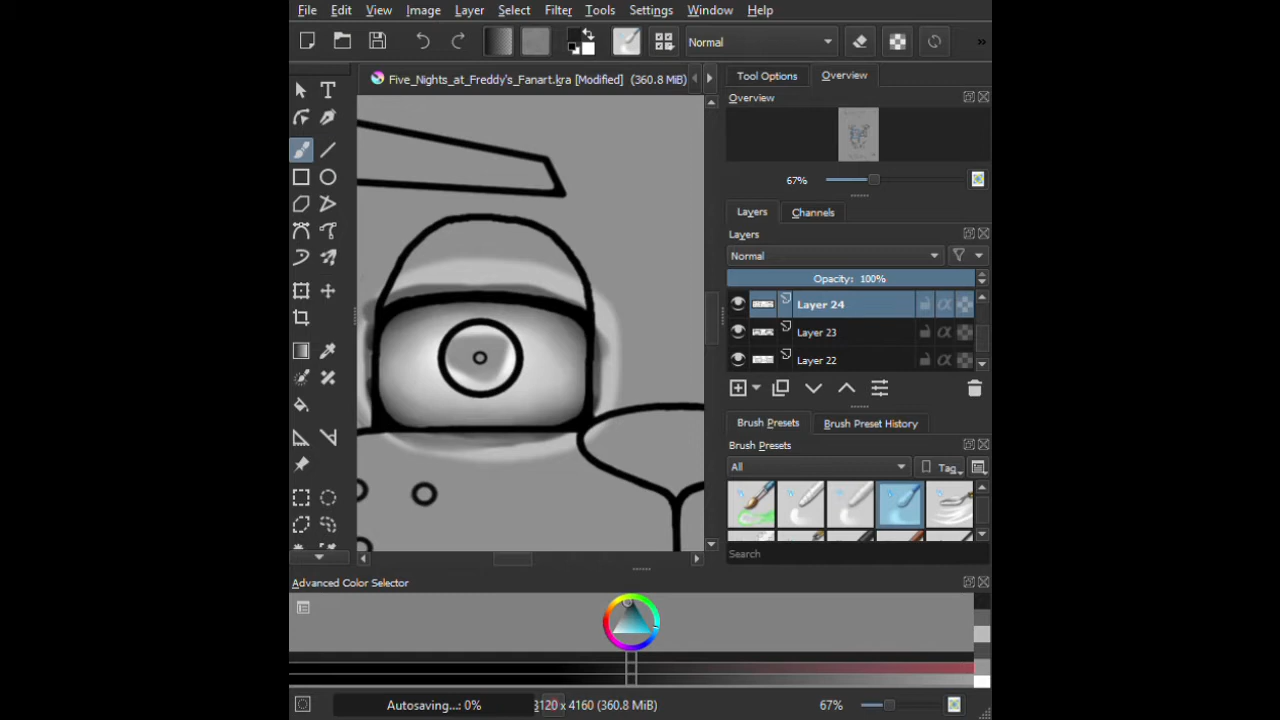 File Edit View Image Layer Select Filter Tools Settings Window Help
Normal
Five_Nights_at_Freddy's_Fanart.kra [Modified] (360.8 MiB)
Tool Options Overview
Overview
67%
Layers Channels
Layers
Normal
Opacity: 100%
Layer 24
Layer 23
Layer 22
Brush Presets Brush Preset History
Brush Presets
All Tag
Search
Advanced Color Selector
Autosaving...: 0% 3120 x 4160 (360.8 MiB) 67%